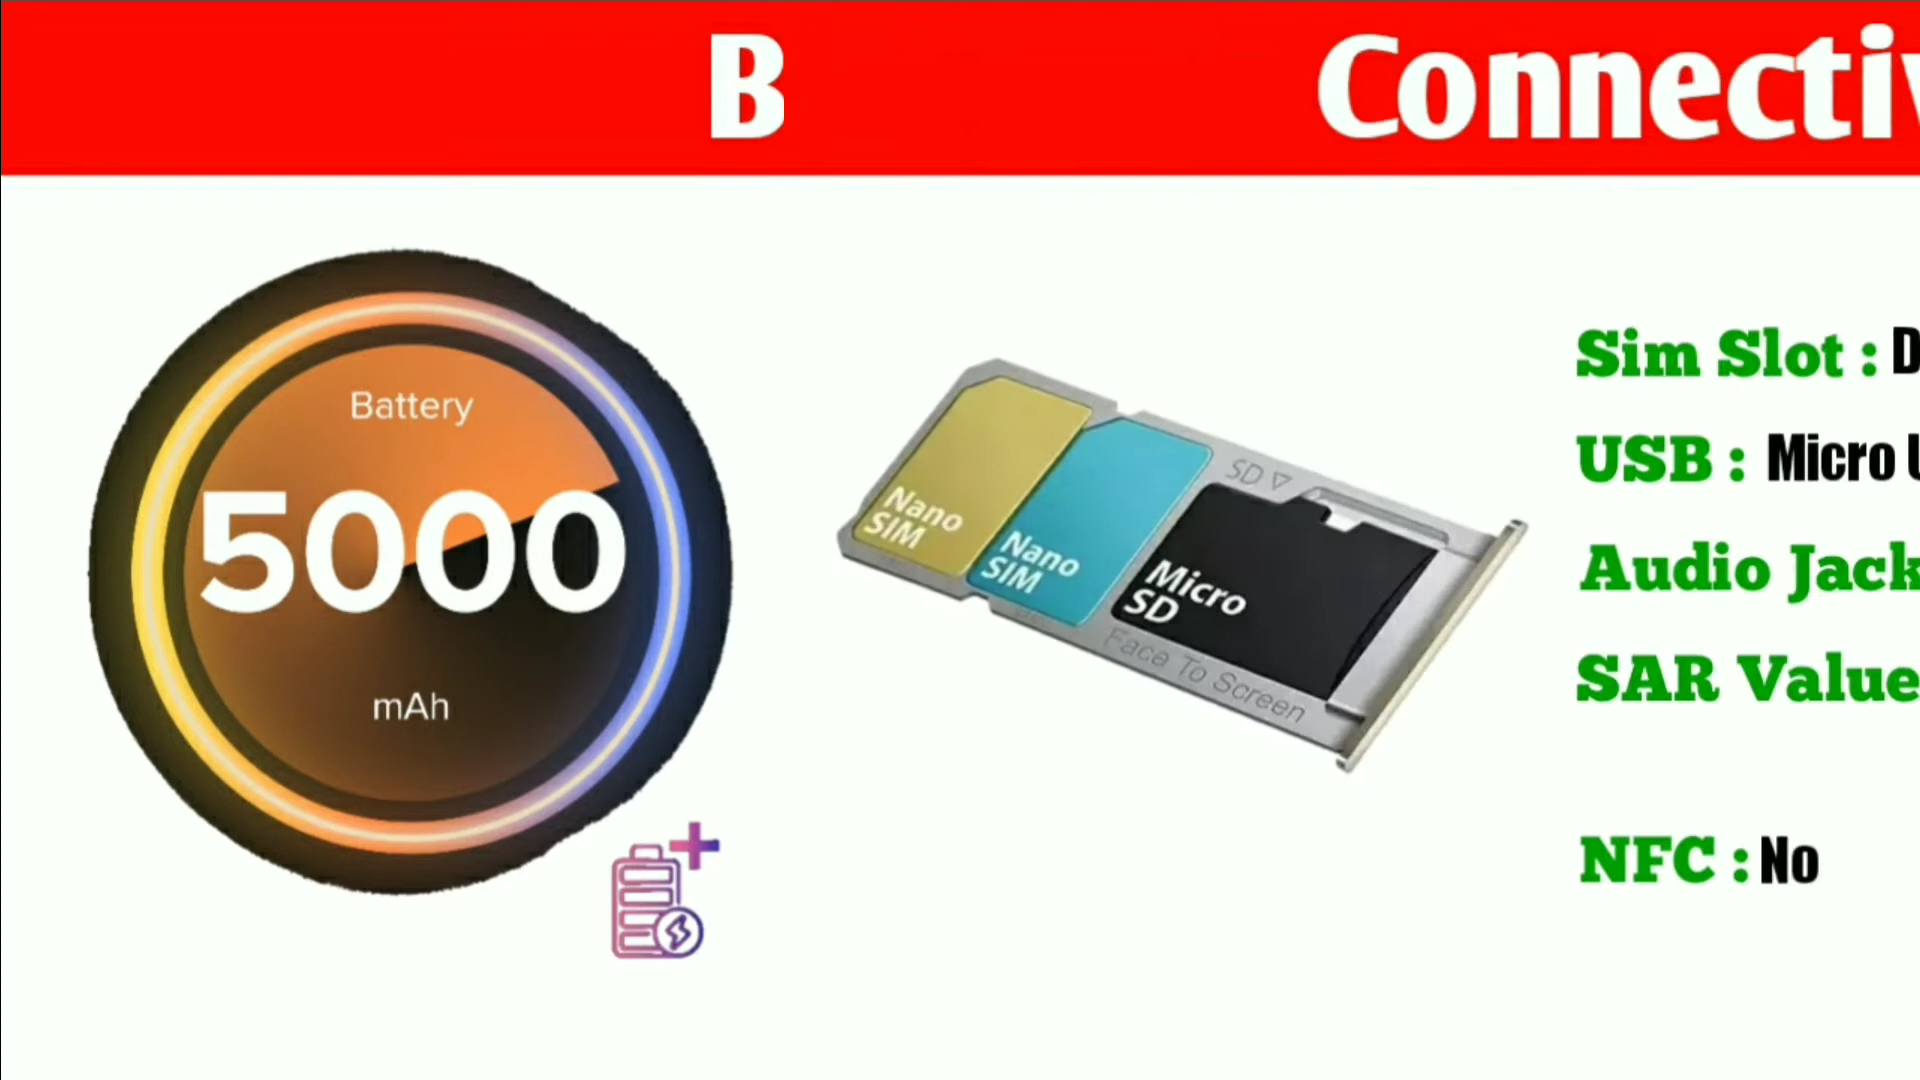 B
Connectiv
Battery
5000
mAh
Nano
SIM
Nano
SIM
SD
Micro
SD
Face To Screen
Sim Slot : D
USB : Micro U
Audio Jack
SAR Value
NFC : No